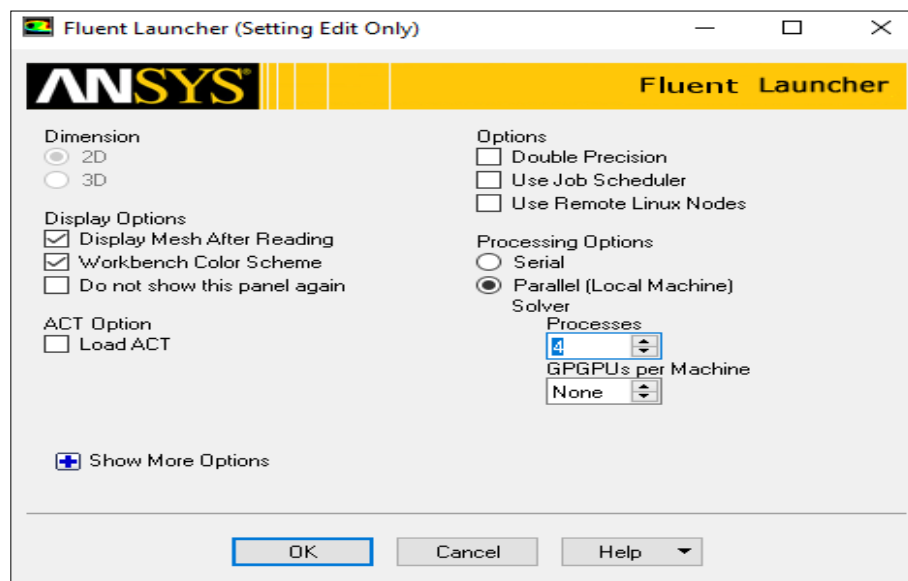 Fluent Launcher (Setting Edit Only)
ANSYS®
Fluent Launcher
Dimension
2D
3D
Display Options
Display Mesh After Reading
Workbench Color Scheme
Do not show this panel again
ACT Option
Load ACT
Options
Double Precision
Use Job Scheduler
Use Remote Linux Nodes
Processing Options
Serial
Parallel (Local Machine)
Solver
Processes
4
GPGPUs per Machine
None
Show More Options
OK
Cancel
Help